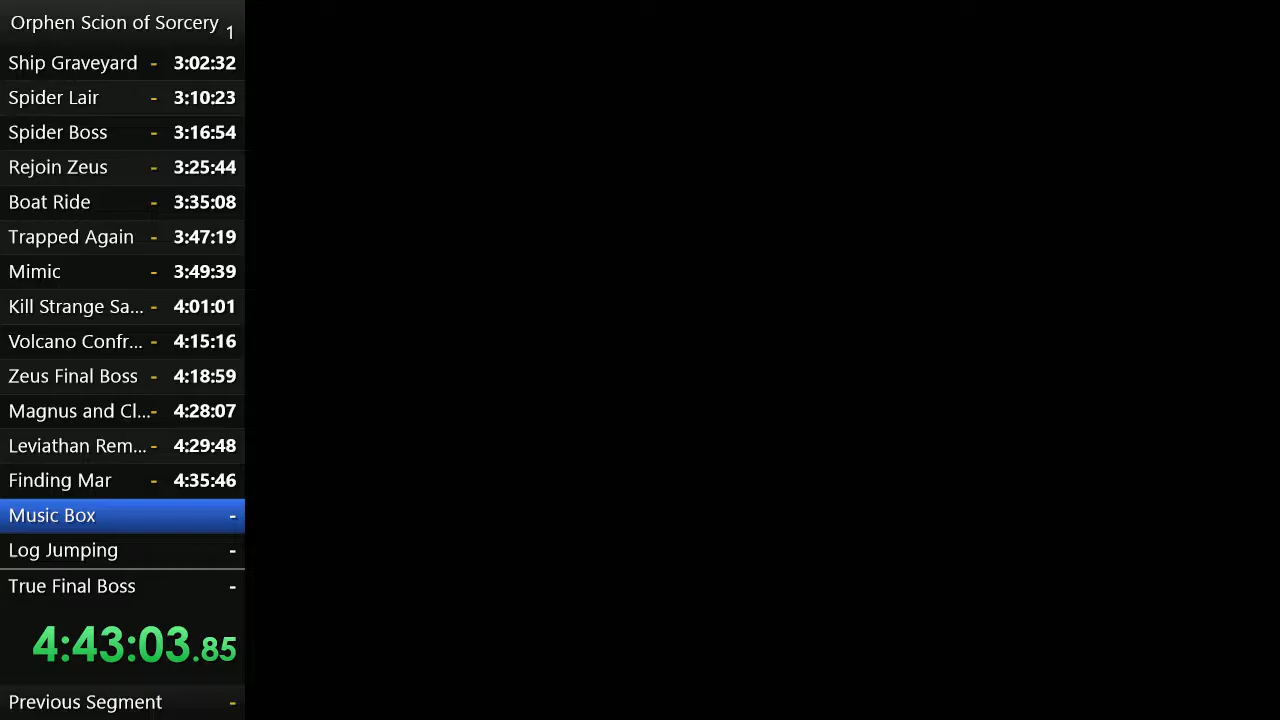 Orphen Scion of Sorcery 1
Ship Graveyard - 3:02:32
Spider Lair - 3:10:23
Spider Boss - 3:16:54
Rejoin Zeus - 3:25:44
Boat Ride - 3:35:08
Trapped Again - 3:47:19
Mimic - 3:49:39
Kill Strange Sa... - 4:01:01
Volcano Confr... - 4:15:16
Zeus Final Boss - 4:18:59
Magnus and Cl... - 4:28:07
Leviathan Rem... - 4:29:48
Finding Mar - 4:35:46
Music Box -
Log Jumping -
True Final Boss -
4:43:03.85
Previous Segment -